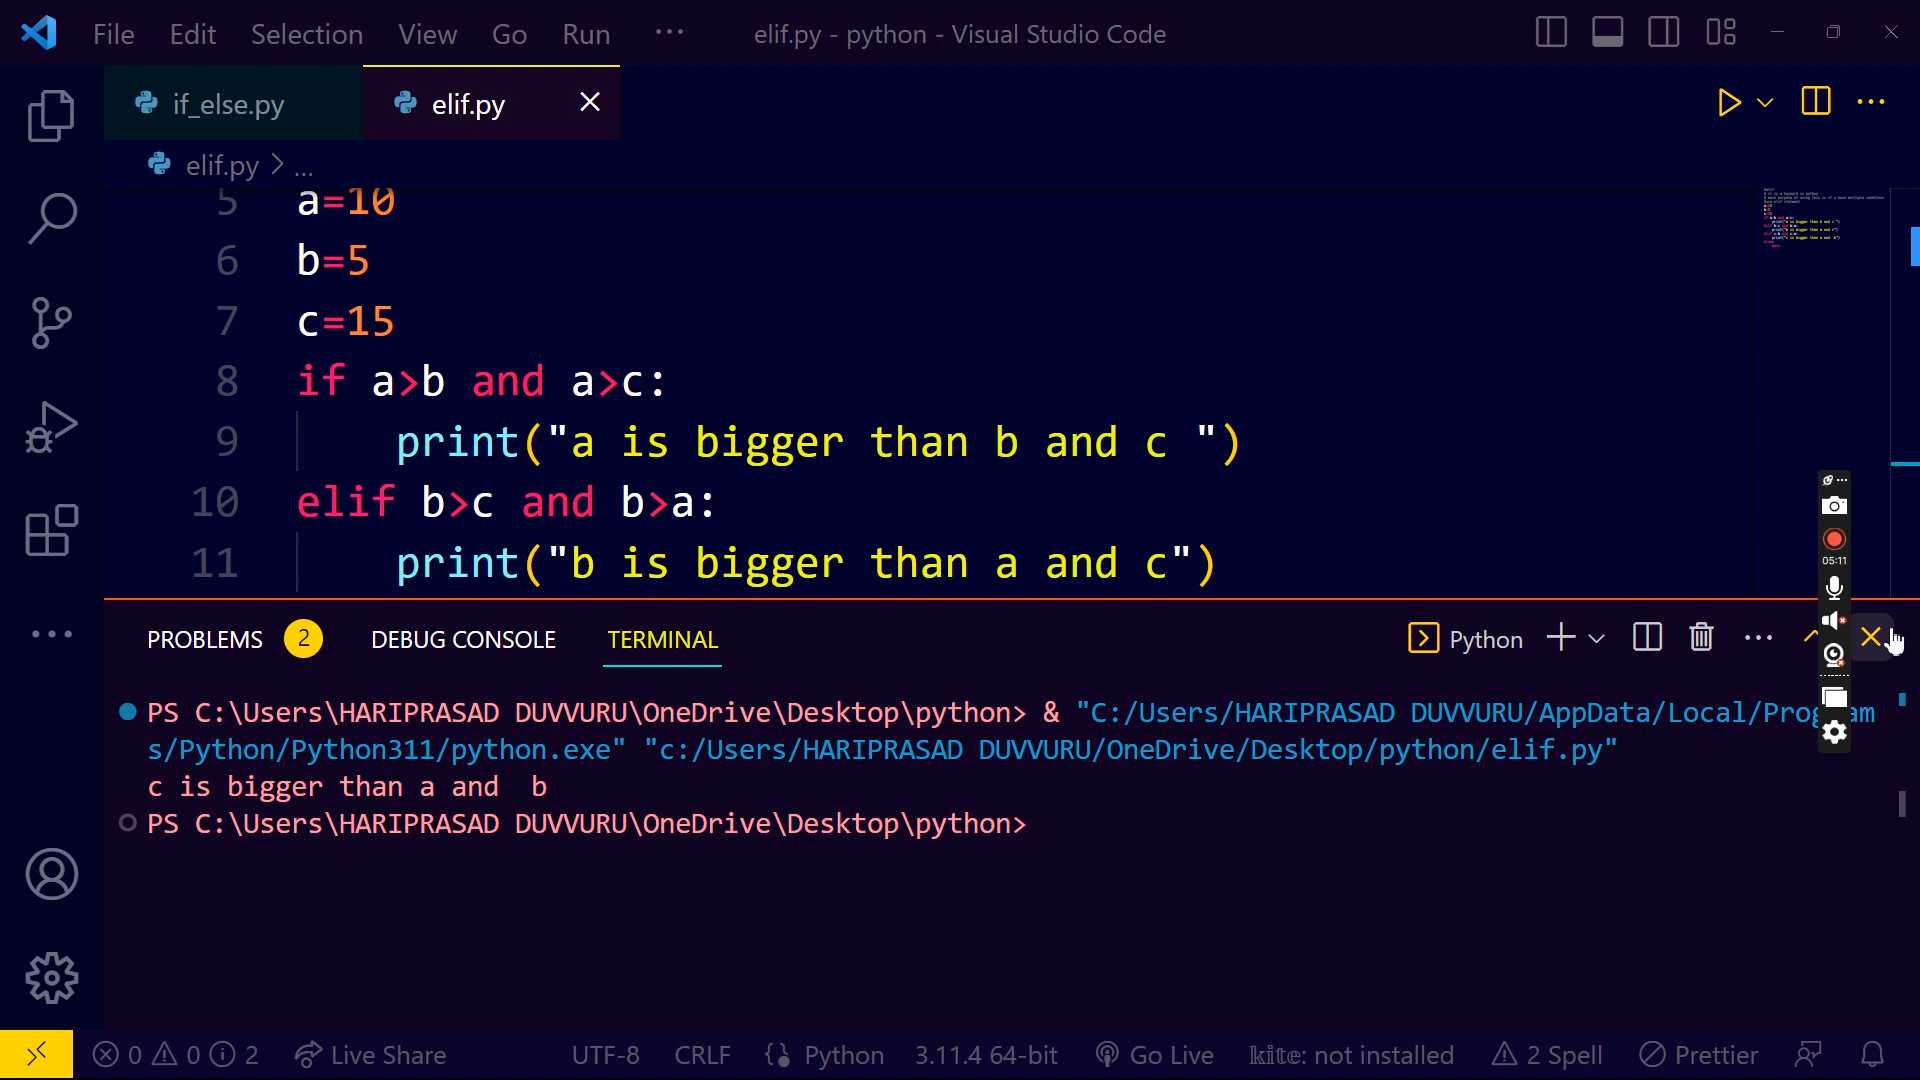 File Edit Selection View Go Run ... elif.py - python - Visual Studio Code
if_else.py elif.py
elif.py > ...
5 a=10
6 b=5
7 c=15
8 if a>b and a>c:
9 print("a is bigger than b and c ")
10 elif b>c and b>a:
11 print("b is bigger than a and c")
05:11
PROBLEMS 2 DEBUG CONSOLE TERMINAL Python
PS C:\Users\HARIPRASAD DUVVURU\OneDrive\Desktop\python> & "C:/Users/HARIPRASAD DUVVURU/AppData/Local/Program
s/Python/Python311/python.exe" "c:/Users/HARIPRASAD DUVVURU/OneDrive/Desktop/python/elif.py"
c is bigger than a and  b
PS C:\Users\HARIPRASAD DUVVURU\OneDrive\Desktop\python>
0 0 2 Live Share UTF-8 CRLF Python 3.11.4 64-bit Go Live kite: not installed 2 Spell Prettier